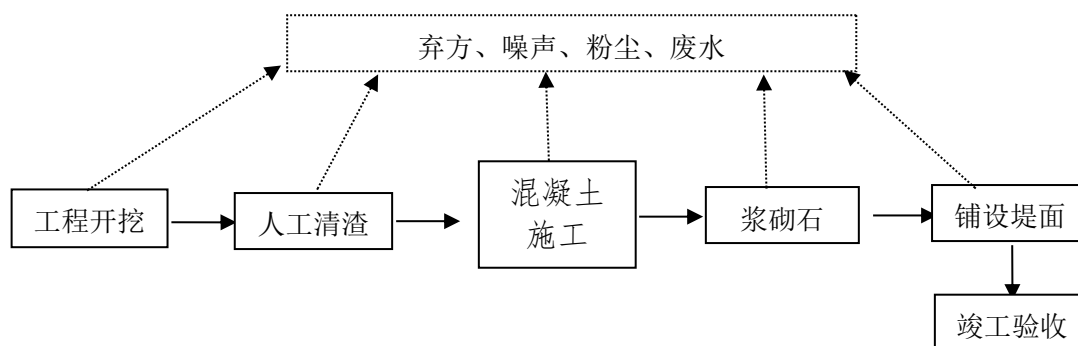 弃方、噪声、粉尘、废水
工程开挖
人工清渣
混凝土
施工
浆砌石
铺设堤面
竣工验收